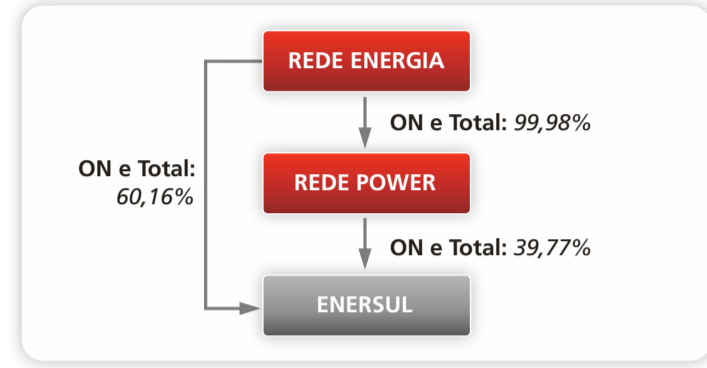 REDE ENERGIA
ON e Total: 99,98%
ON e Total:
60,16%
REDE POWER
ON e Total: 39,77%
ENERSUL